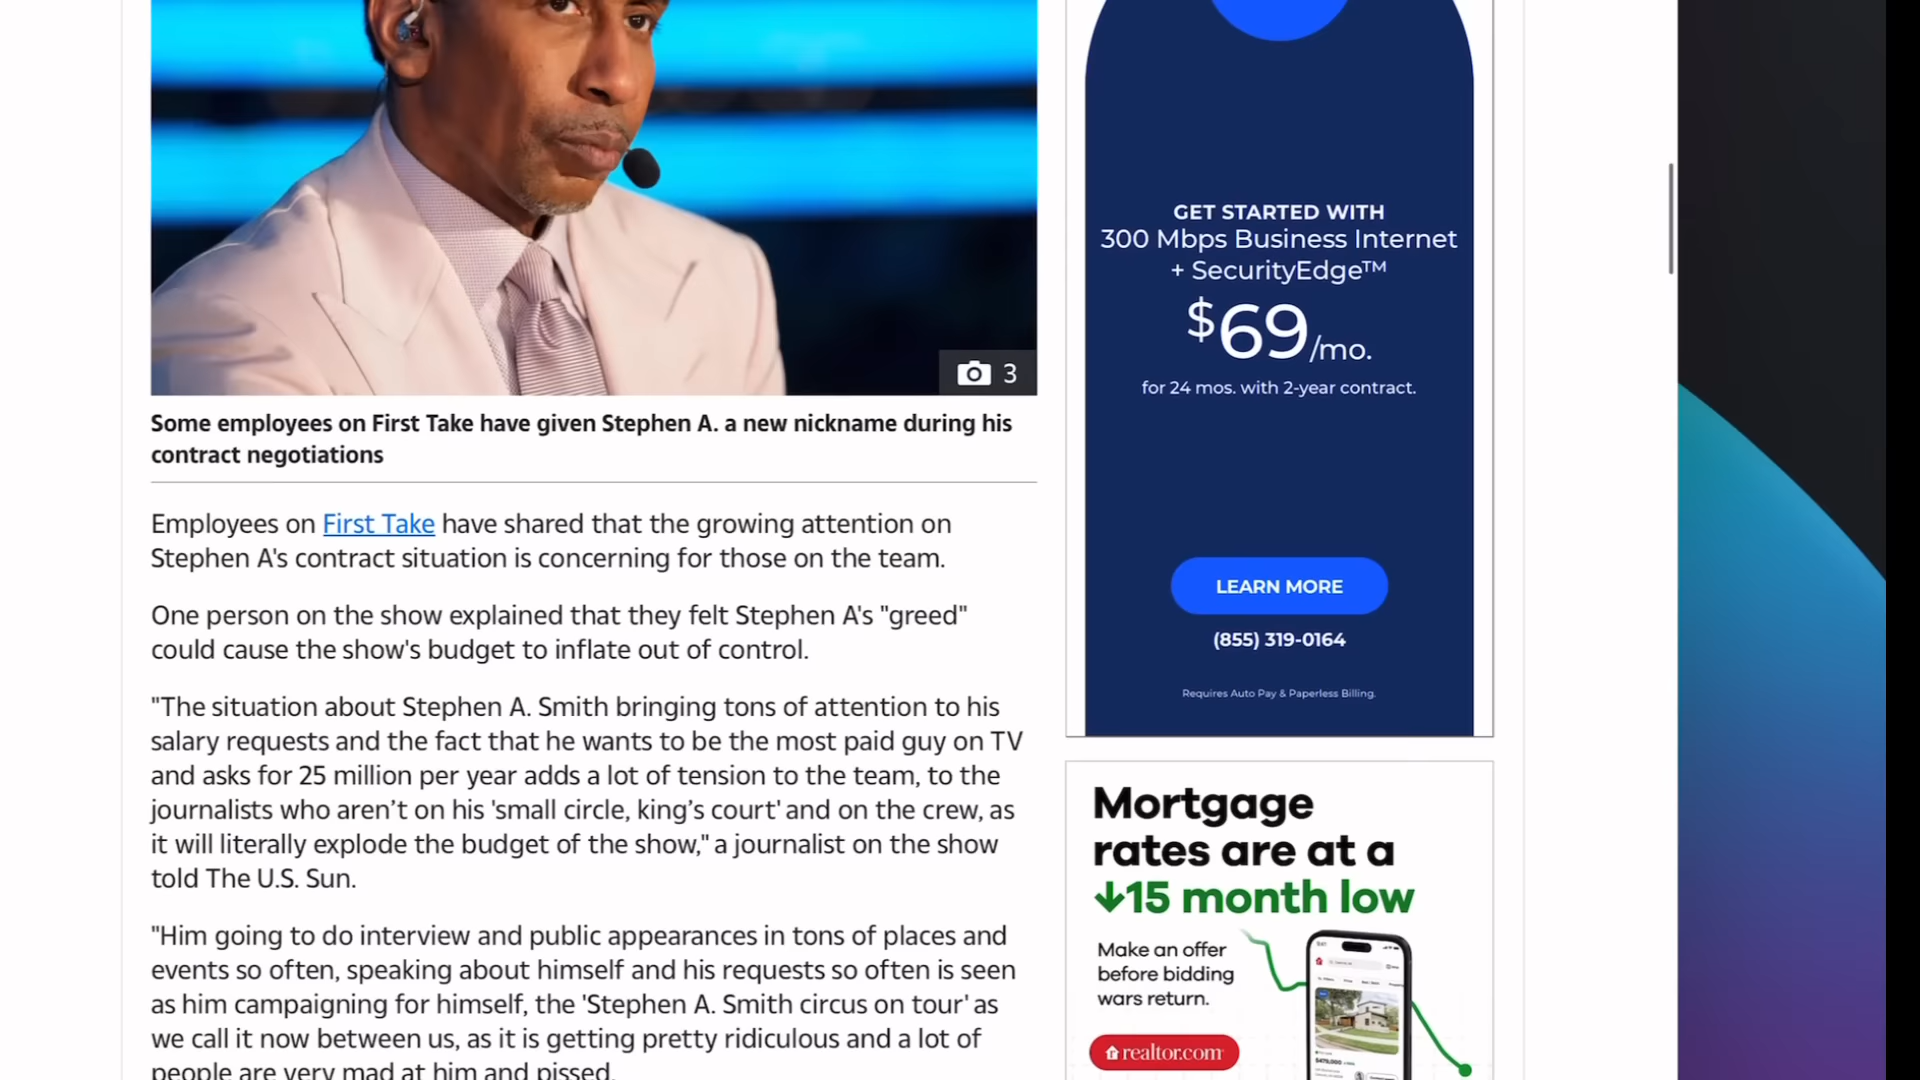 3
Some employees on First Take have given Stephen A. a new nickname during his
contract negotiations
Employees on First Take have shared that the growing attention on
Stephen A's contract situation is concerning for those on the team.
One person on the show explained that they felt Stephen A's "greed"
could cause the show's budget to inflate out of control.
"The situation about Stephen A. Smith bringing tons of attention to his
salary requests and the fact that he wants to be the most paid guy on TV
and asks for 25 million per year adds a lot of tension to the team, to the
journalists who aren’t on his 'small circle, king’s court' and on the crew, as
it will literally explode the budget of the show," a journalist on the show
told The U.S. Sun.
"Him going to do interview and public appearances in tons of places and
events so often, speaking about himself and his requests so often is seen
as him campaigning for himself, the 'Stephen A. Smith circus on tour' as
we call it now between us, as it is getting pretty ridiculous and a lot of
people are very mad at him and pissed.
GET STARTED WITH
300 Mbps Business Internet
+ SecurityEdge™
$69/mo.
for 24 mos. with 2-year contract.
LEARN MORE
(855) 319-0164
Requires Auto Pay & Paperless Billing.
Mortgage
rates are at a
↓15 month low
Make an offer
before bidding
wars return.
realtor.com